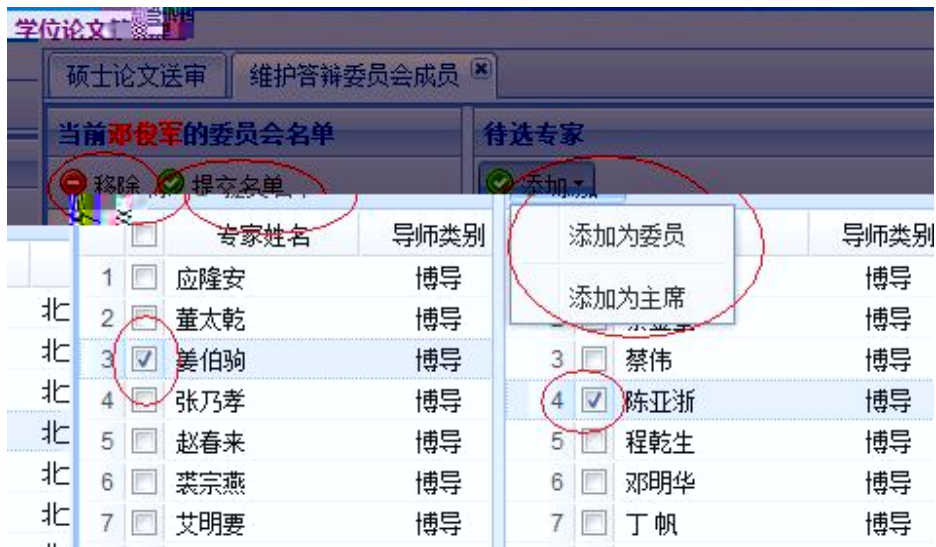 学位论文
硕士论文送审 维护答辩委员会成员
当前邓俊军的委员会名单 待选专家
移除 提交名单 添加
专家姓名 导师类别 添加为委员 导师类别
1 应隆安 博导 博导
北 2 董太乾 博导 添加为主席 博导
北 3 姜伯驹 博导 3 蔡伟 博导
北 4 张乃孝 博导 4 陈亚浙 博导
北 5 赵春来 博导 5 程乾生 博导
北 6 裘宗燕 博导 6 邓明华 博导
北 7 艾明要 博导 7 丁帆 博导